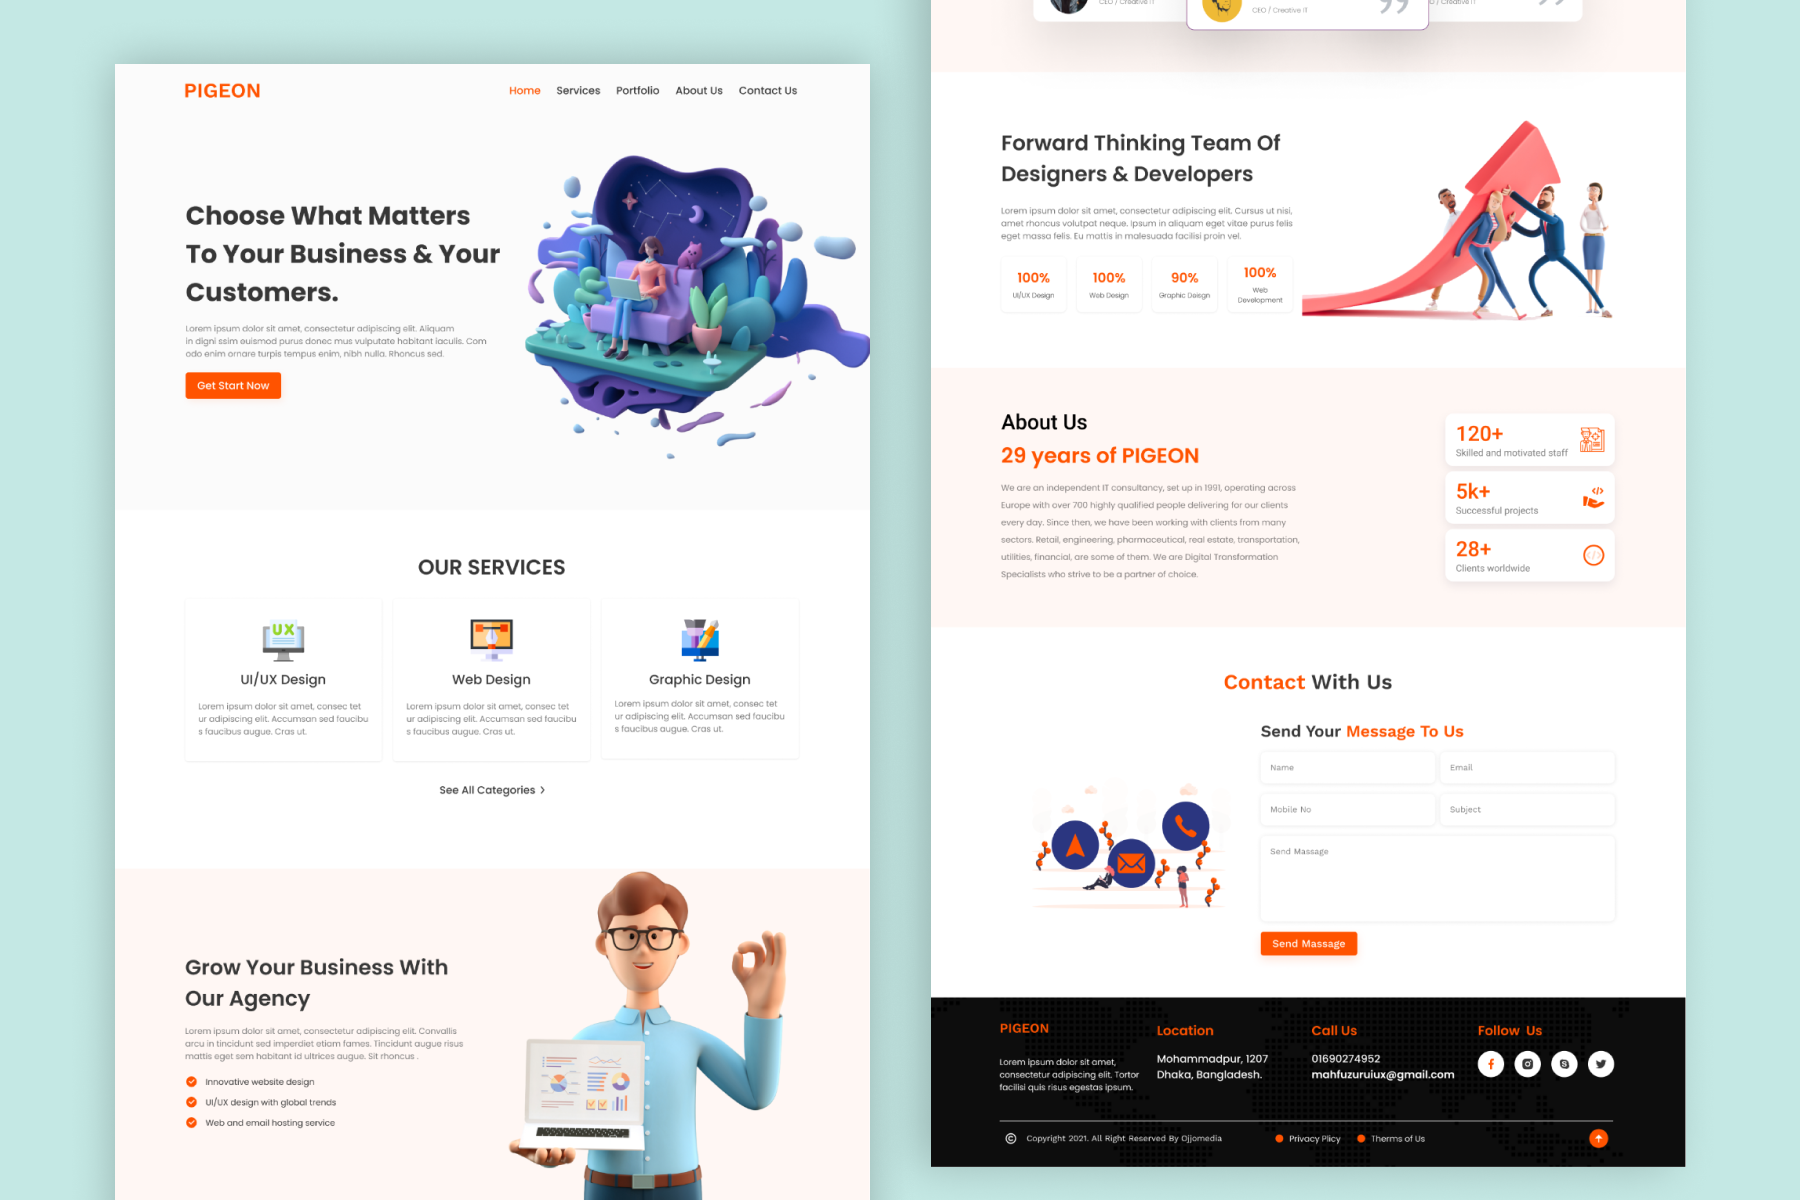 PIGEON
Home Services Portfolio About Us Contact Us
Choose What Matters
To Your Business & Your
Customers.
Lorem ipsum dolor sit amet, consectetur adipiscing elit. Aliquam
in digni ssim euismod purus donec mus vulputate habitant iaculis. Com
odo enim ornare turpis tempus enim, nibh nulla. Rhoncus sed.
Get Start Now
OUR SERVICES
UX
UI/UX Design
Lorem ipsum dolor sit amet, consec tet
ur adipiscing elit. Accumsan sed faucibu
s faucibus augue. Cras ut.
Web Design
Lorem ipsum dolor sit amet, consec tet
ur adipiscing elit. Accumsan sed faucibu
s faucibus augue. Cras ut.
Graphic Design
Lorem ipsum dolor sit amet, consec tet
ur adipiscing elit. Accumsan sed faucibu
s faucibus augue. Cras ut.
See All Categories >
Grow Your Business With
Our Agency
Lorem ipsum dolor sit amet, consectetur adipiscing elit. Convallis
arcu in tincidunt sed imperdiet etiam fames. Tincidunt augue risus
mattis eget sem habitant id ultrices augue. Sit rhoncus .
Innovative website design
UI/UX design with global trends
Web and email hosting service
CEO / Creative IT
CEO / Creative IT
O / Creative IT
Forward Thinking Team Of
Designers & Developers
Lorem ipsum dolor sit amet, consectetur adipiscing elit. Cursus ut nisi,
amet rhoncus volutpat neque. Ipsum in aliquam eget vitae purus felis
eget massa felis. Eu mattis in malesuada facilisi proin vel.
100%
UI/UX Design
100%
Web Design
90%
Graphic Deisgn
100%
Web
Development
About Us
29 years of PIGEON
We are an independent IT consultancy, set up in 1991, operating across
Europe with over 700 highly qualified people delivering for our clients
every day. Since then, we have been working with clients from many
sectors. Retail, engineering, pharmaceutical, real estate, transportation,
utilities, financial, are some of them. We are Digital Transformation
Specialists who strive to be a partner of choice.
120+
Skilled and motivated staff
5k+
Successful projects
28+
Clients worldwide
Contact With Us
Send Your Message To Us
Name
Email
Mobile No
Subject
Send Massage
Send Massage
PIGEON
Lorem ipsum dolor sit amet,
consectetur adipiscing elit. Tortor
facilisi quis risus egestas ipsum.
Location
Mohammadpur, 1207
Dhaka, Bangladesh.
Call Us
01690274952
mahfuzuruiux@gmail.com
Follow Us
© Copyright 2021. All Right Reserved By Ojjomedia
Privacy Plicy
Therms of Us